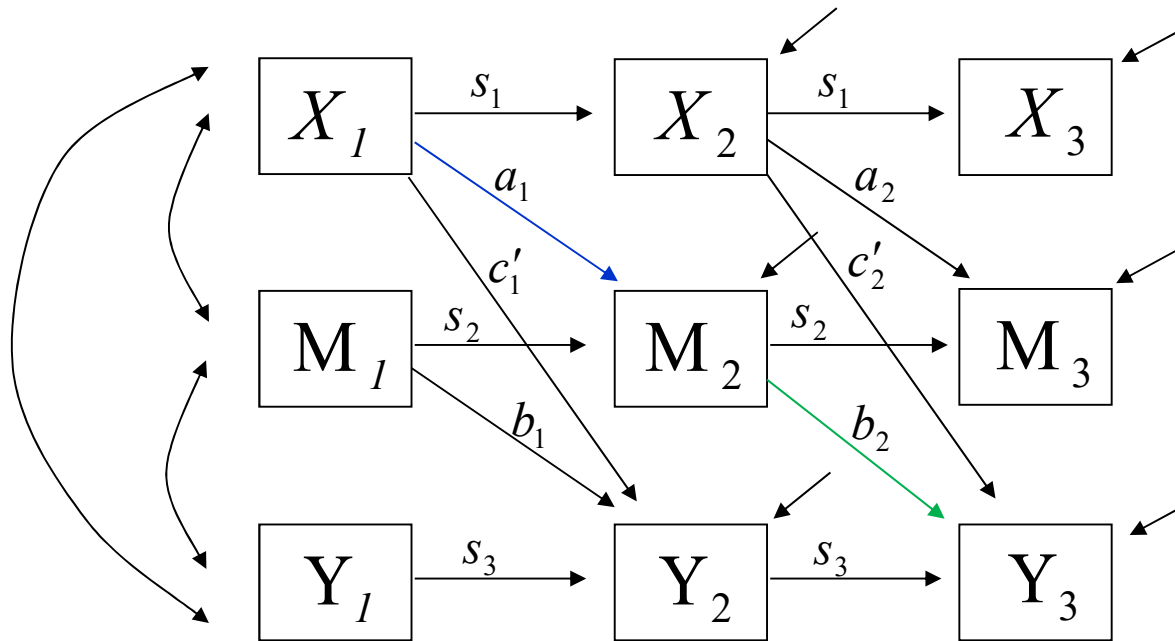 s₁ s₁
X₁ X₂ X₃
a₁ a₂
c′₁ c′₂
s₂ s₂
M₁ M₂ M₃
b₁ b₂
s₃ s₃
Y₁ Y₂ Y₃